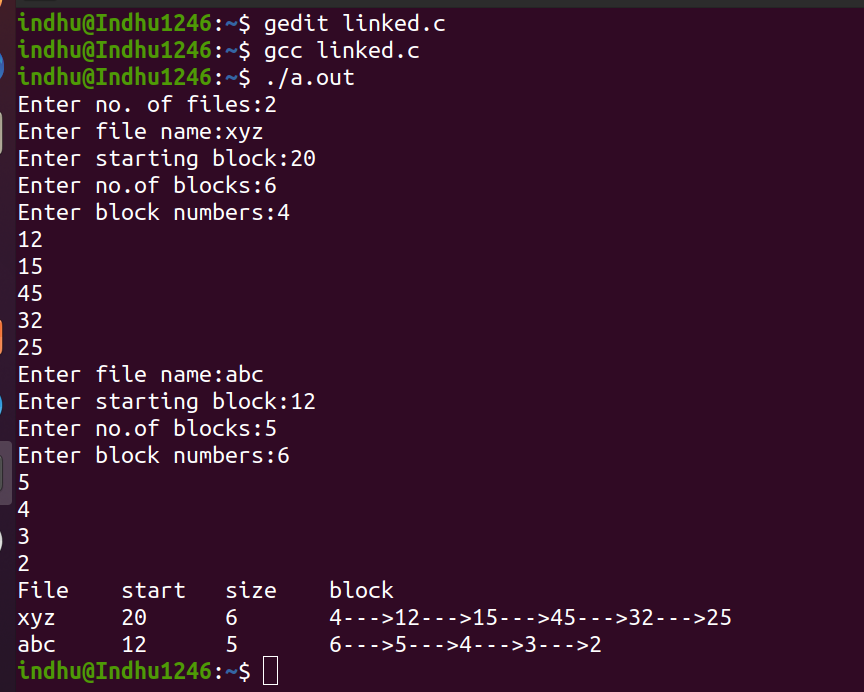 indhu@Indhu1246:~$ gedit linked.c
indhu@Indhu1246:~$ gcc linked.c
indhu@Indhu1246:~$ ./a.out
Enter no. of files:2
Enter file name:xyz
Enter starting block:20
Enter no.of blocks:6
Enter block numbers:4
12
15
45
32
25
Enter file name:abc
Enter starting block:12
Enter no.of blocks:5
Enter block numbers:6
5
4
3
2
File    start   size    block
xyz     20      6       4--->12--->15--->45--->32--->25
abc     12      5       6--->5--->4--->3--->2
indhu@Indhu1246:~$